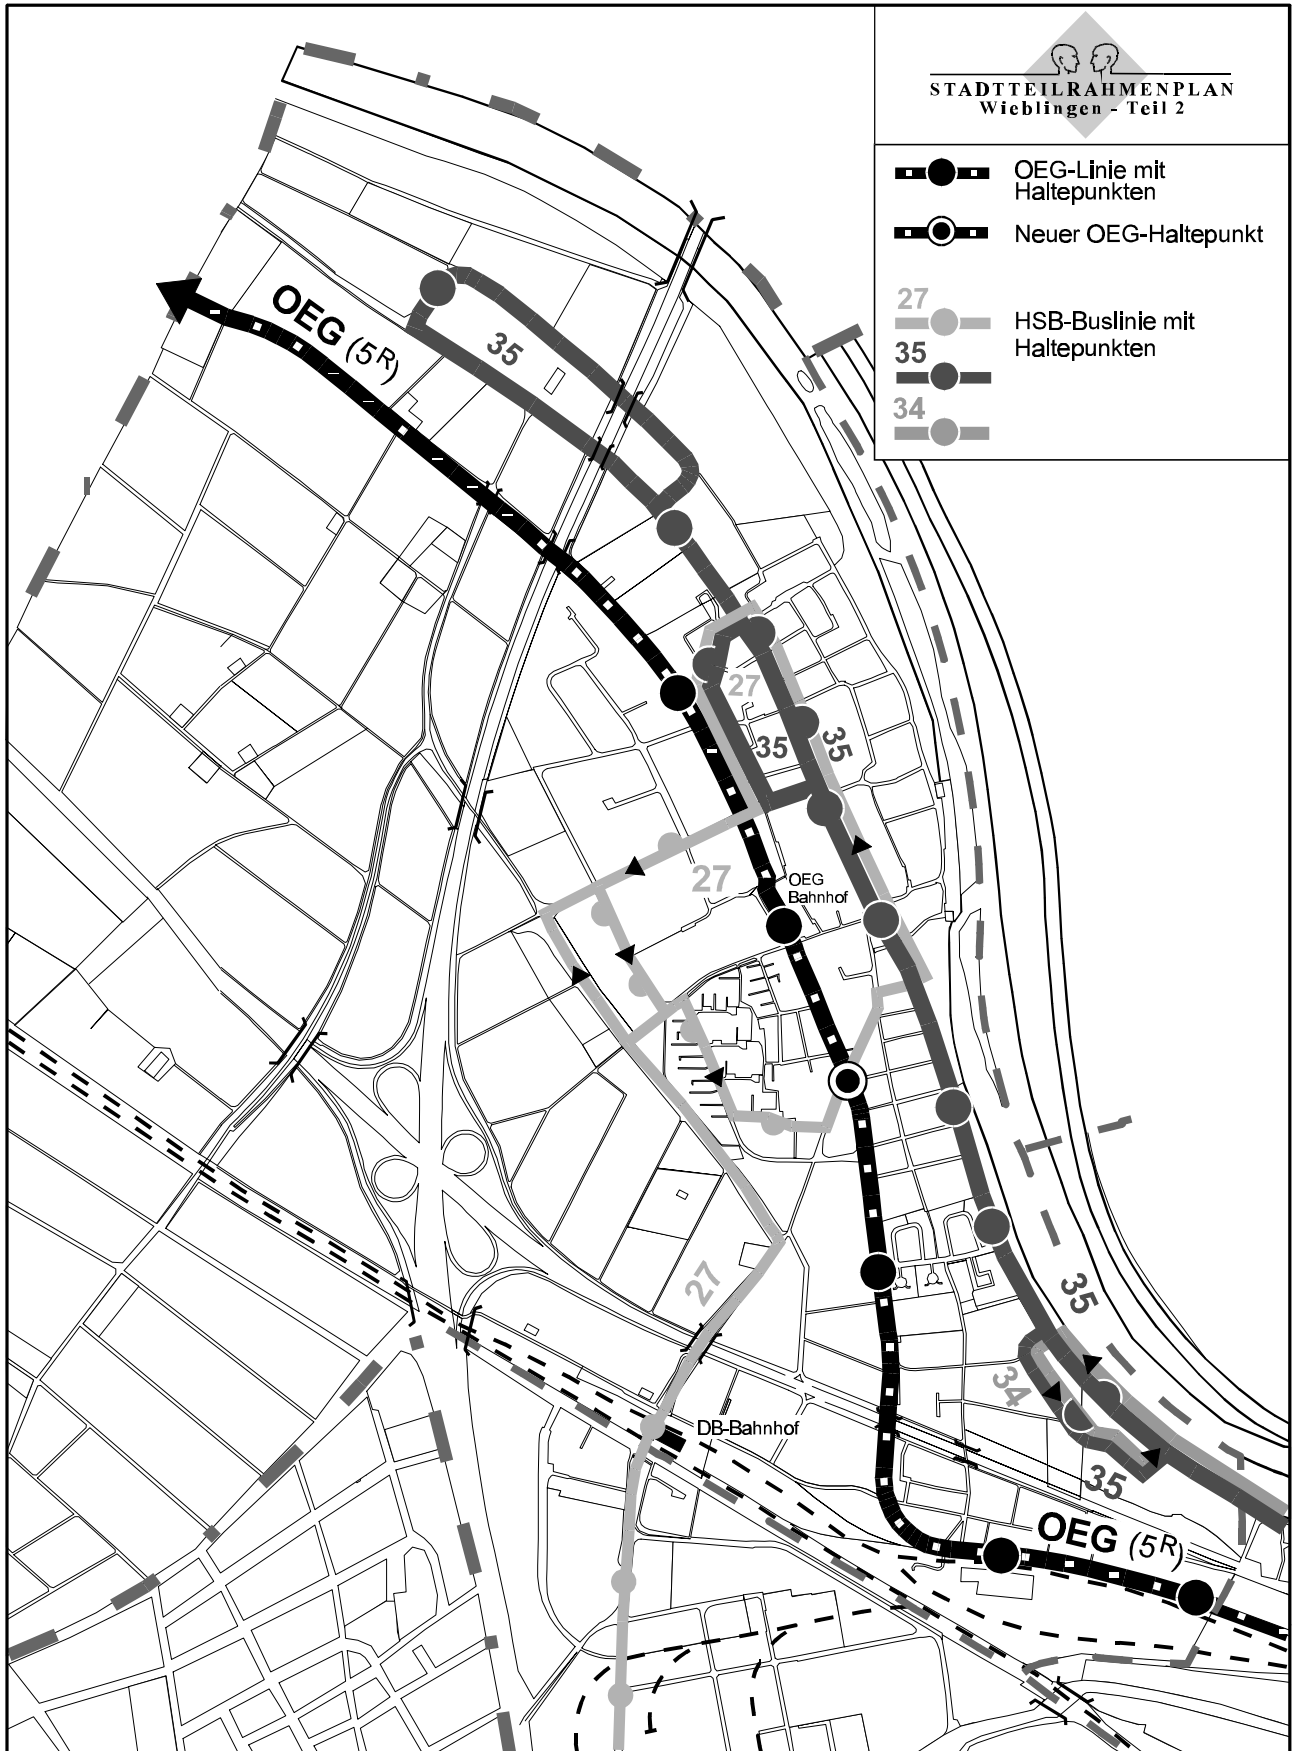 STADTTEILRAHMENPLAN
Wieblingen - Teil 2
OEG-Linie mit
Haltepunkten
Neuer OEG-Haltepunkt
27
HSB-Buslinie mit
Haltepunkten
35
34
OEG (5R)
35
27
35
35
27
OEG
Bahnhof
27
35
34
DB-Bahnhof
35
OEG (5R)